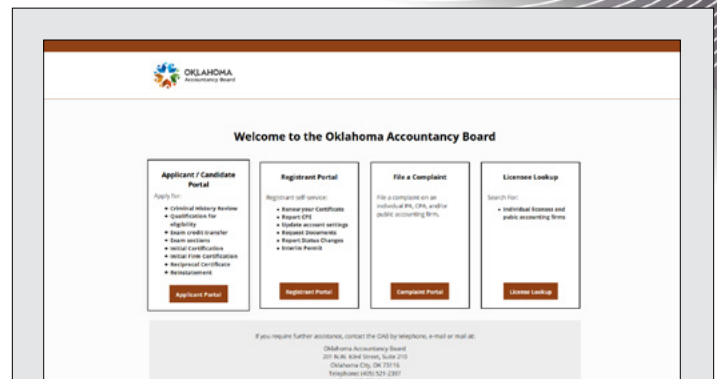 OKLAHOMA
Accountancy Board
Welcome to the Oklahoma Accountancy Board
Applicant / Candidate
Portal
Apply for:
• Criminal History Review
• Qualification for
eligibility
• Exam credit transfer
• Exam sections
• Initial Certification
• Initial Firm Certification
• Reciprocal Certificate
• Reinstatement
Applicant Portal
Registrant Portal
Registrant self-service:
• Renew your Certificate
• Report CPE
• Update account settings
• Request Documents
• Report Status Changes
• Interim Permit
Registrant Portal
File a Complaint
File a complaint on an
individual PA, CPA, and/or
public accounting firm.
Complaint Portal
Licensee Lookup
Search For:
• Individual licenses and
public accounting firms
License Lookup
If you require further assistance, contact the OAB by telephone, e-mail or mail at:
Oklahoma Accountancy Board
201 N.W. 63rd Street, Suite 210
Oklahoma City, OK 73116
Telephone: (405) 521-2397